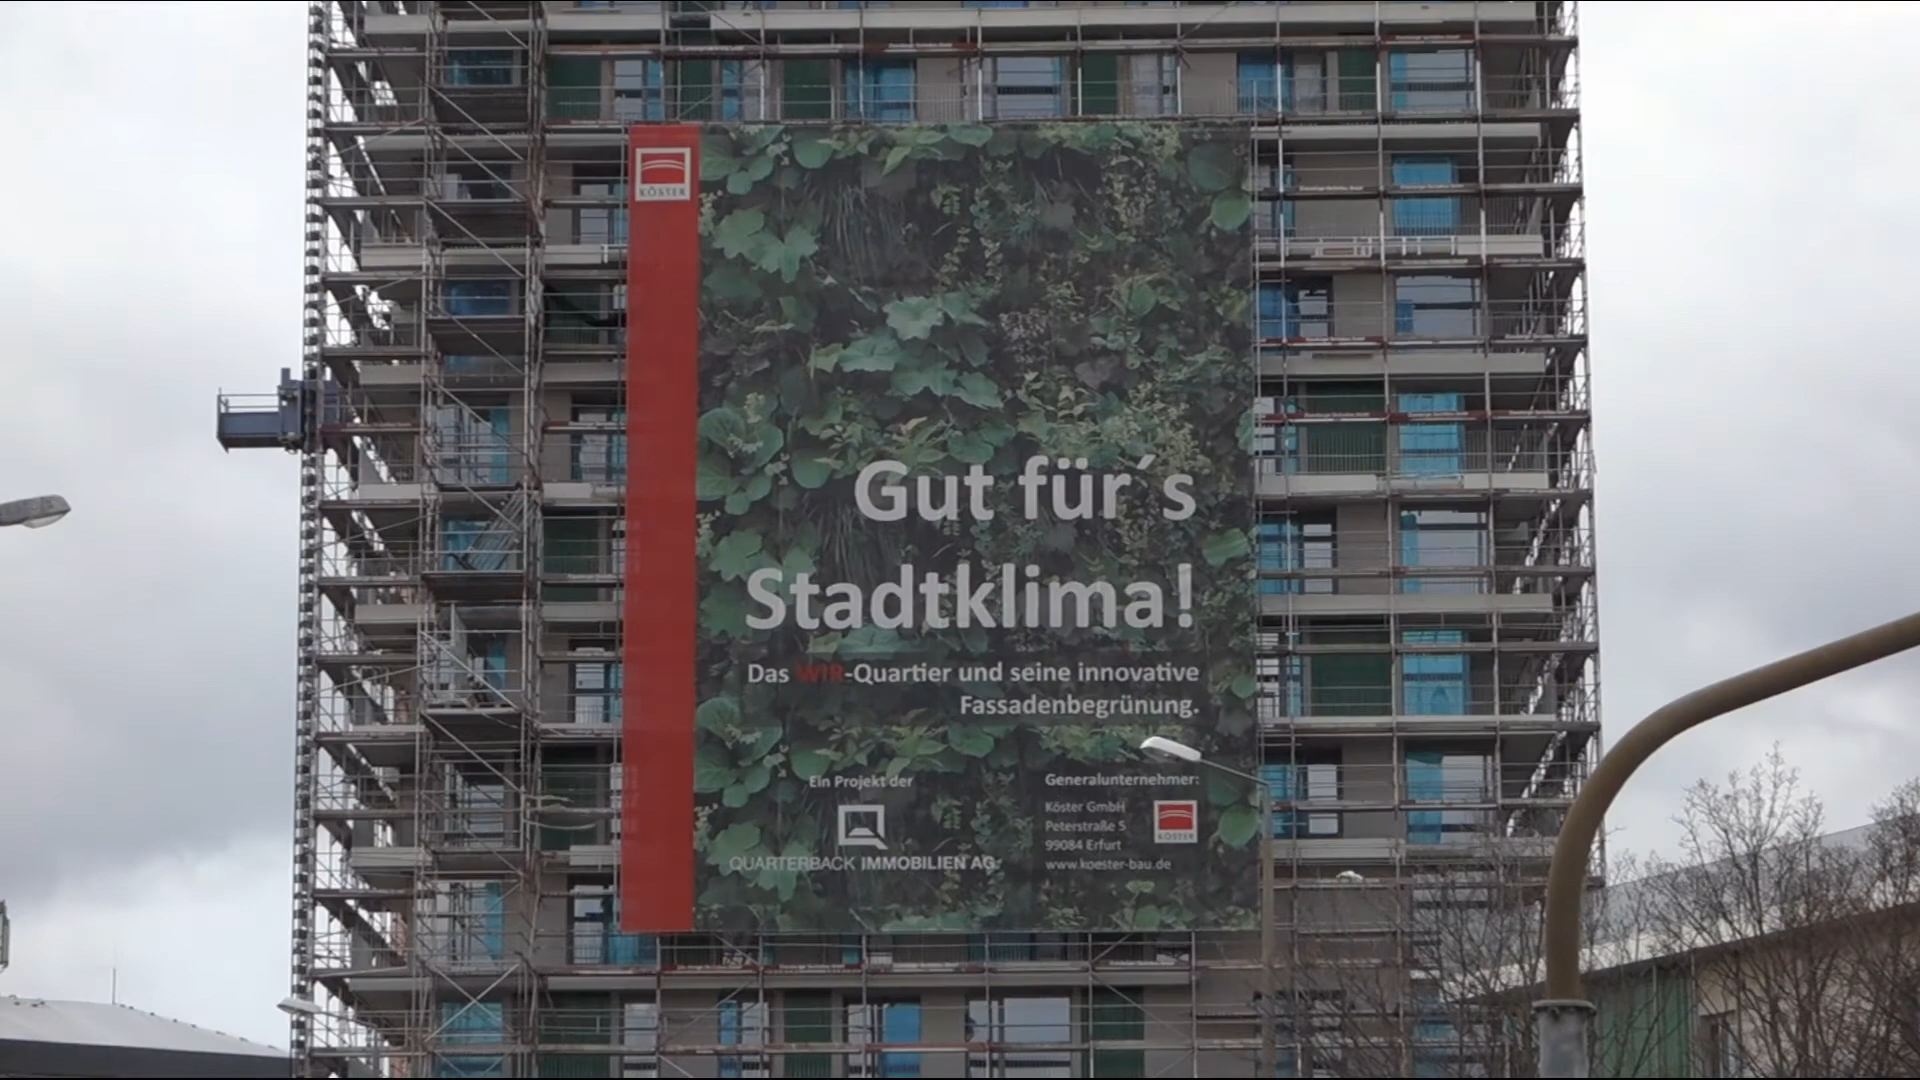 KÖSTER
Gut für´s
Stadtklima!
Das WIR-Quartier und seine innovative
Fassadenbegrünung.
Ein Projekt der
QUARTERBACK IMMOBILIEN AG
Generalunternehmer:
Köster GmbH
Peterstraße 5
99084 Erfurt
www.koester-bau.de
KÖSTER